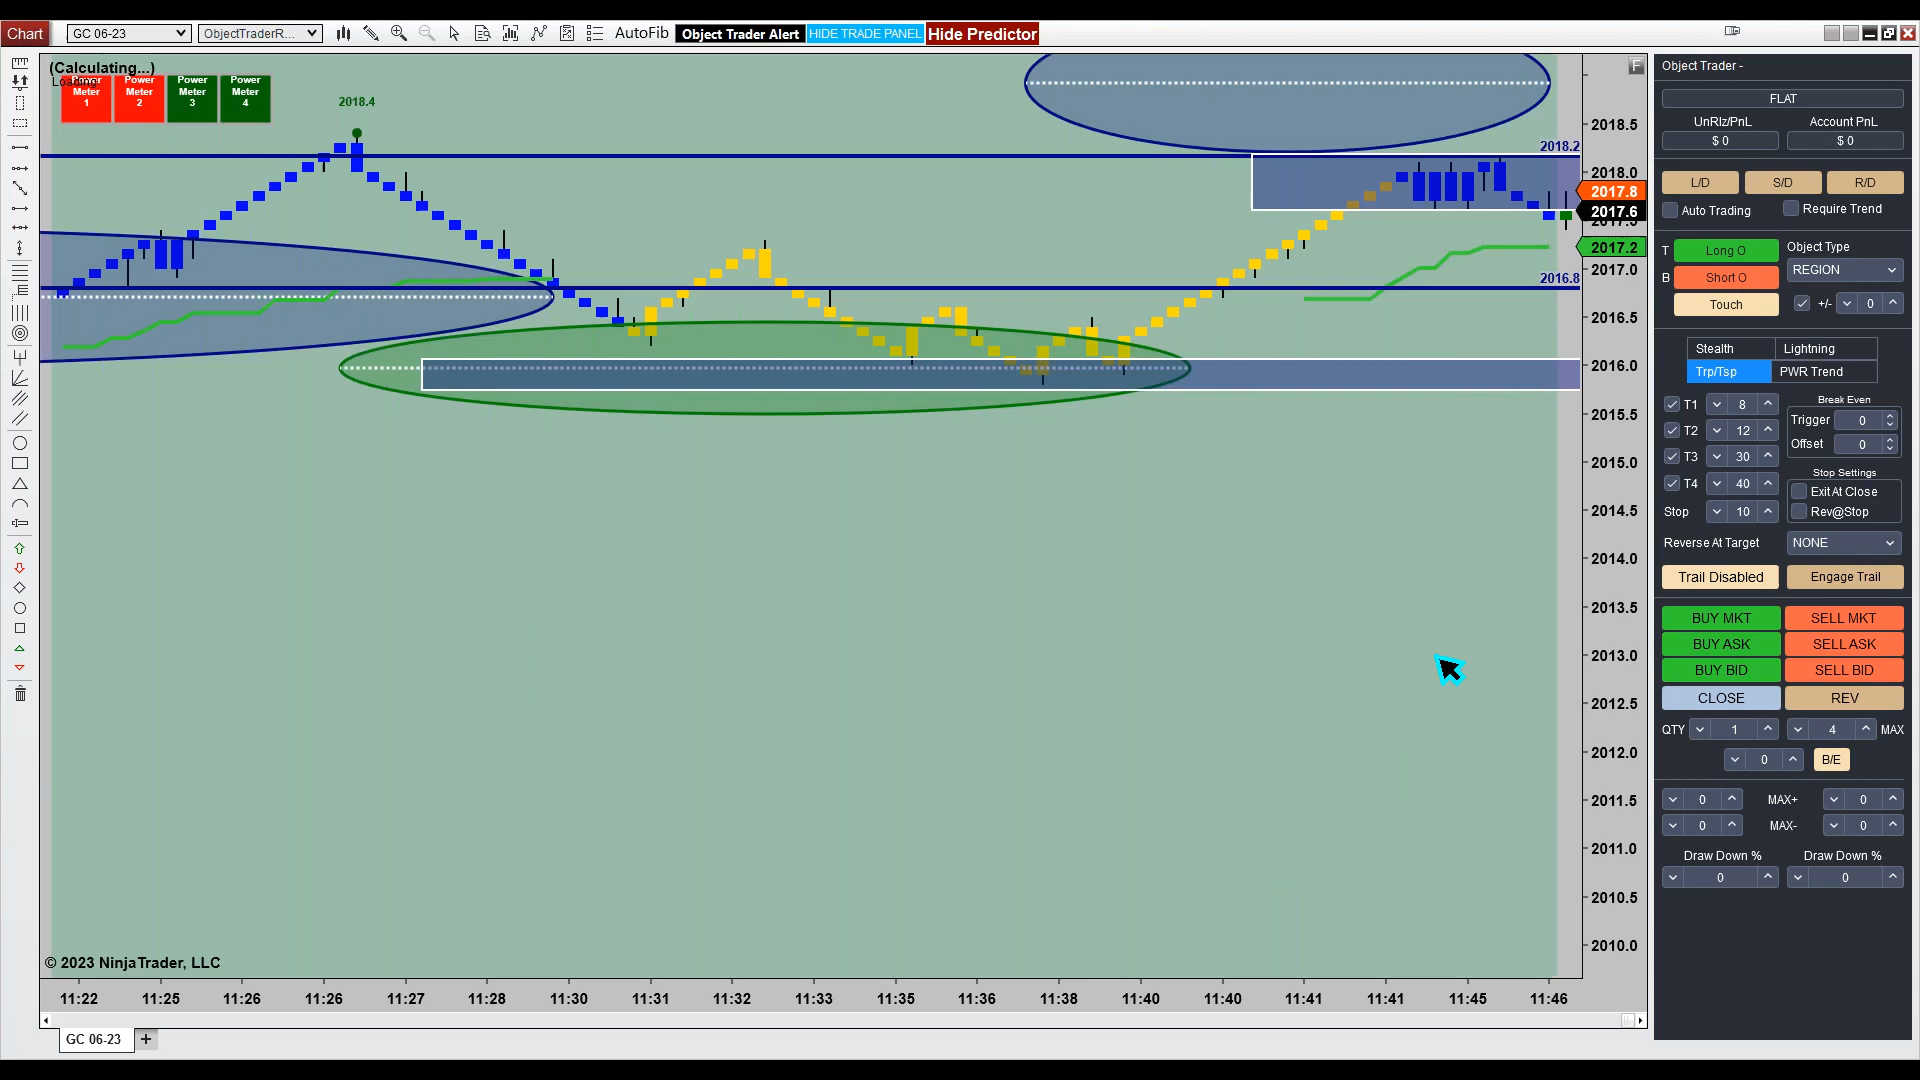 Chart GC 06-23 ObjectTraderR... AutoFib Object Trader Alert HIDE TRADE PANEL Hide Predictor
(Calculating...)
Loading
Power Meter 1
Power Meter 2
Power Meter 3
Power Meter 4
2018.4
2018.2
2016.8
F
2018.5
2018.0
2017.8
2017.6
2017.5
2017.2
2017.0
2016.5
2016.0
2015.5
2015.0
2014.5
2014.0
2013.5
2013.0
2012.5
2012.0
2011.5
2011.0
2010.5
2010.0
© 2023 NinjaTrader, LLC
11:22 11:25 11:26 11:26 11:27 11:28 11:30 11:31 11:32 11:33 11:35 11:36 11:38 11:40 11:40 11:41 11:41 11:45 11:46
GC 06-23 +
Object Trader -
FLAT
UnRlz/PnL Account PnL
$ 0 $ 0
L/D S/D R/D
Auto Trading Require Trend
T Long O Object Type
B Short O REGION
Touch +/- 0
Stealth Lightning
Trp/Tsp PWR Trend
T1 8 Break Even
Trigger 0
T2 12 Offset 0
T3 30 Stop Settings
T4 40 Exit At Close
Stop 10 Rev@Stop
Reverse At Target NONE
Trail Disabled Engage Trail
BUY MKT SELL MKT
BUY ASK SELL ASK
BUY BID SELL BID
CLOSE REV
QTY 1 4 MAX
0 B/E
0 MAX+ 0
0 MAX- 0
Draw Down % Draw Down %
0 0